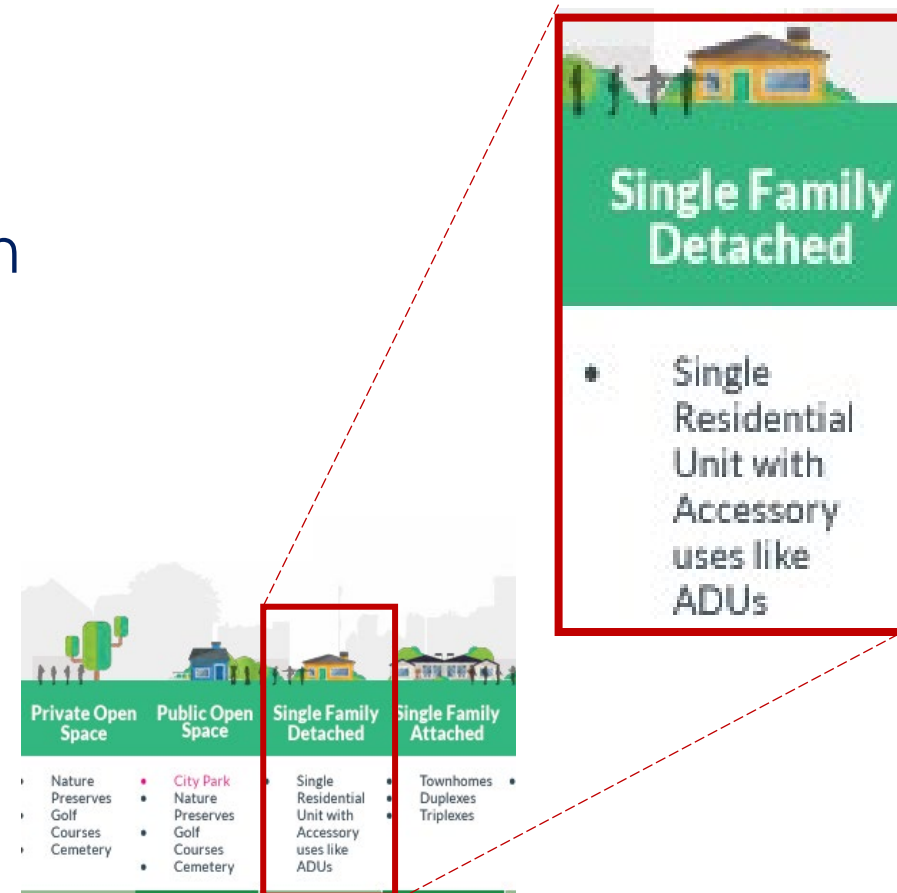 n
Single Family
Detached
• Single
Residential
Unit with
Accessory
uses like
ADUs
Private Open
Space
• Nature
Preserves
• Golf
Courses
• Cemetery
Public Open
Space
• City Park
• Nature
Preserves
• Golf
Courses
• Cemetery
Single Family
Detached
• Single
Residential
Unit with
Accessory
uses like
ADUs
Single Family
Attached
• Townhomes
• Duplexes
• Triplexes
•